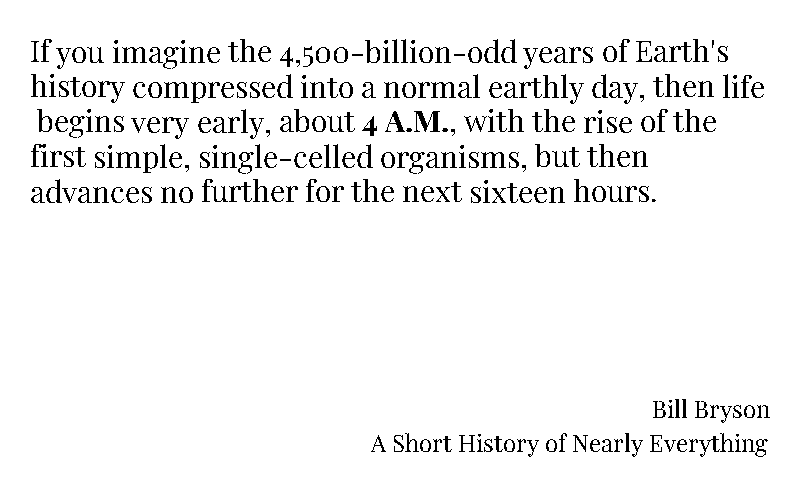 If you imagine the 4,500-billion-odd years of Earth's
history compressed into a normal earthly day, then life
begins very early, about 4 A.M., with the rise of the
first simple, single-celled organisms, but then
advances no further for the next sixteen hours.
Bill Bryson
A Short History of Nearly Everything